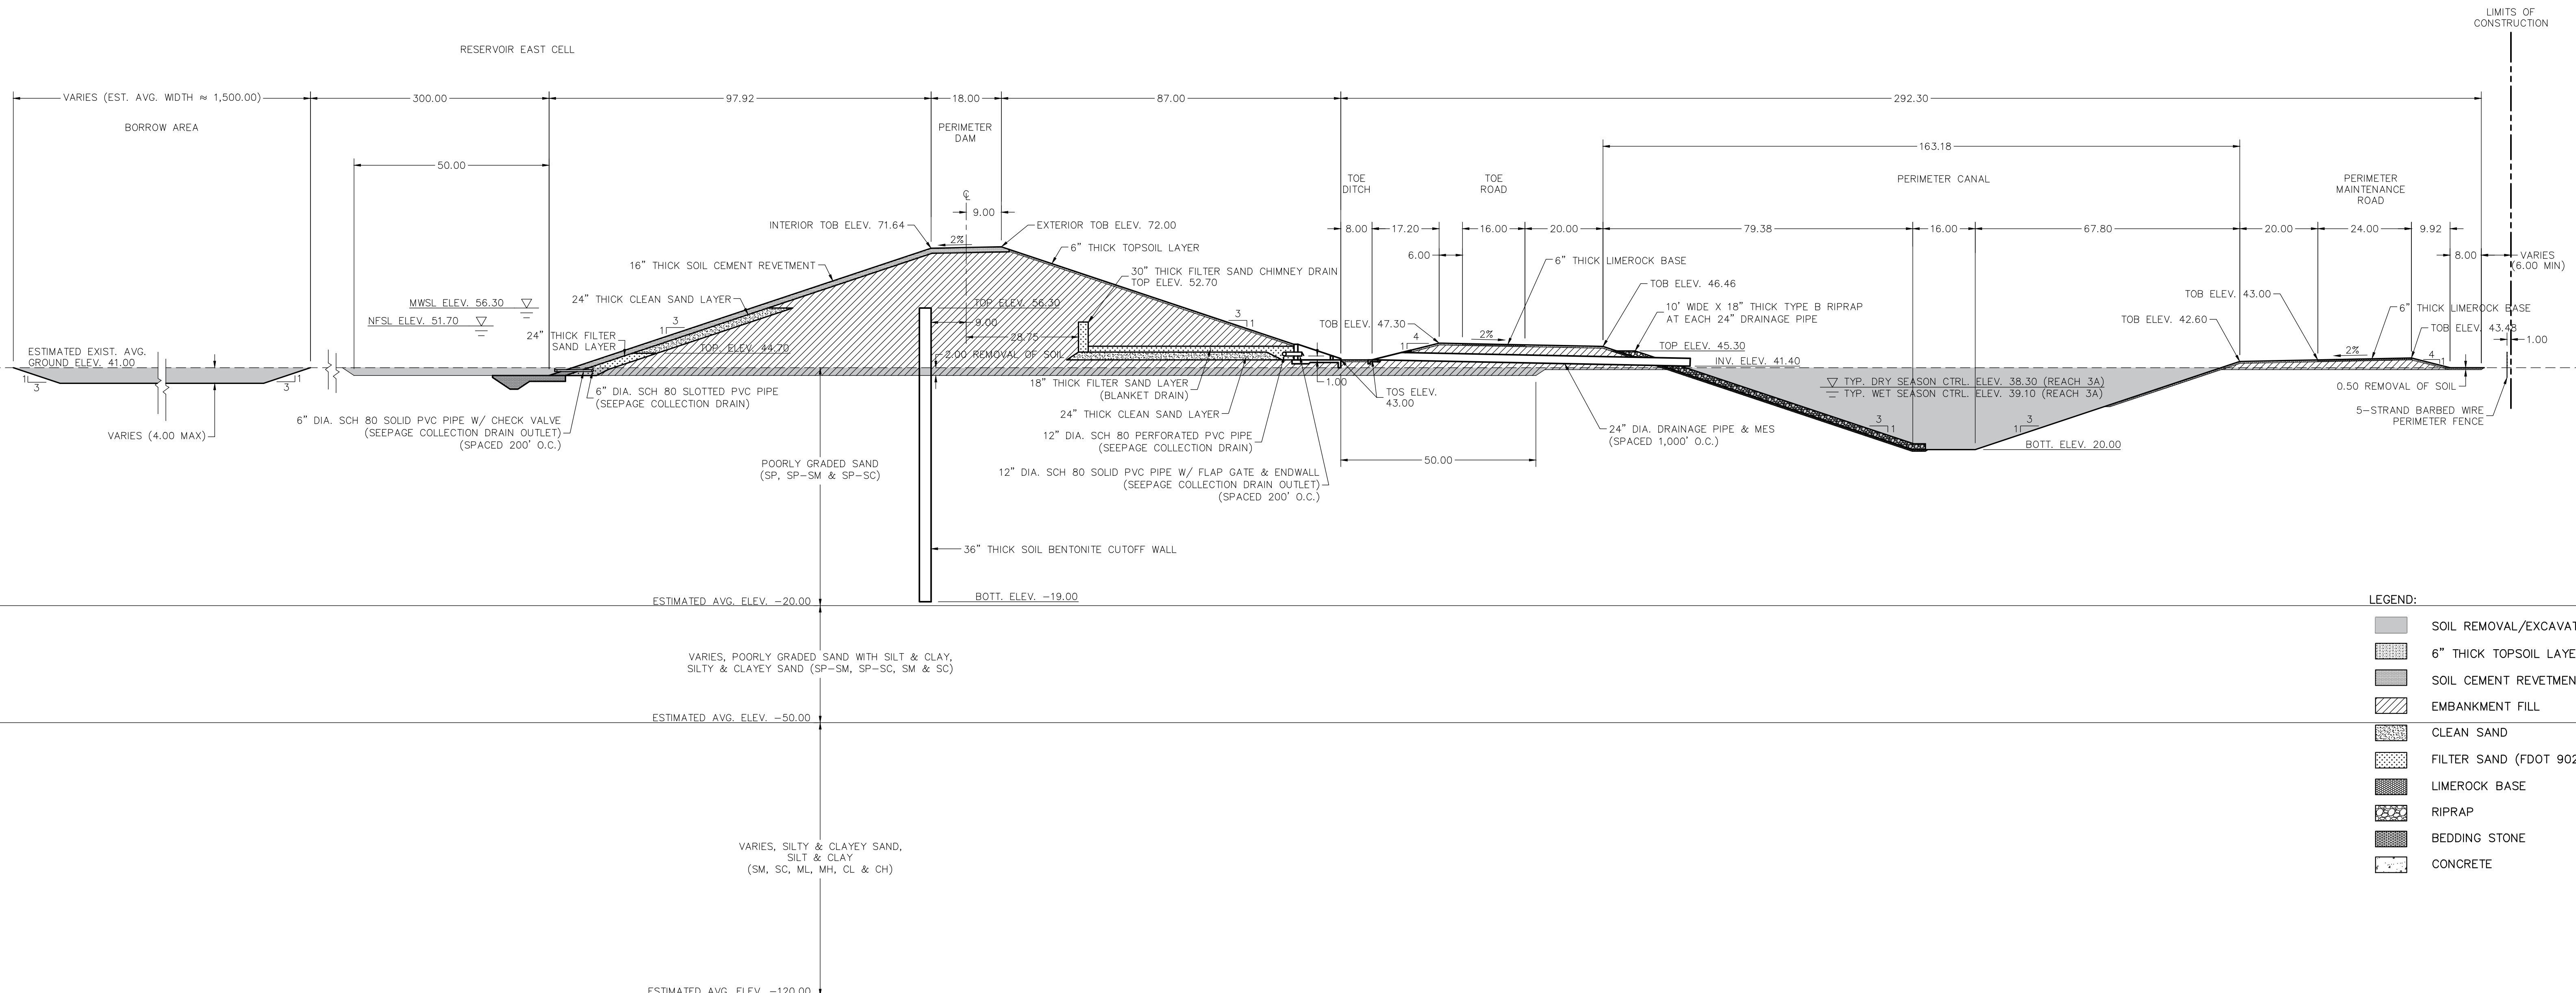 LIMITS OF
CONSTRUCTION
RESERVOIR EAST CELL
VARIES (EST. AVG. WIDTH ≈ 1,500.00)
300.00
97.92
18.00
87.00
292.30
BORROW AREA
PERIMETER
DAM
50.00
163.18
TOE
DITCH
TOE
ROAD
PERIMETER CANAL
PERIMETER
MAINTENANCE
ROAD
℄
9.00
INTERIOR TOB ELEV. 71.64
EXTERIOR TOB ELEV. 72.00
2%
8.00
17.20
16.00
20.00
79.38
16.00
67.80
20.00
24.00
9.92
6.00
8.00
VARIES
(6.00 MIN)
6" THICK TOPSOIL LAYER
16" THICK SOIL CEMENT REVETMENT
30" THICK FILTER SAND CHIMNEY DRAIN
TOP ELEV. 52.70
6" THICK LIMEROCK BASE
TOB ELEV. 46.46
24" THICK CLEAN SAND LAYER
MWSL ELEV. 56.30
TOP ELEV. 56.30
NFSL ELEV. 51.70
9.00
28.75
3
1
3
1
10' WIDE X 18" THICK TYPE B RIPRAP
AT EACH 24" DRAINAGE PIPE
TOB ELEV. 43.00
6" THICK LIMEROCK BASE
TOB ELEV. 42.60
TOB ELEV. 43.48
TOB ELEV. 47.30
2%
4
1
TOP ELEV. 45.30
2%
4
1
1.00
24" THICK FILTER
SAND LAYER
TOP. ELEV. 44.70
2.00 REMOVAL OF SOIL
ESTIMATED EXIST. AVG.
GROUND ELEV. 41.00
INV. ELEV. 41.40
1
3
3
1
6" DIA. SCH 80 SLOTTED PVC PIPE
(SEEPAGE COLLECTION DRAIN)
18" THICK FILTER SAND LAYER
(BLANKET DRAIN)
1.00
TOS ELEV.
43.00
TYP. DRY SEASON CTRL. ELEV. 38.30 (REACH 3A)
TYP. WET SEASON CTRL. ELEV. 39.10 (REACH 3A)
0.50 REMOVAL OF SOIL
5-STRAND BARBED WIRE
PERIMETER FENCE
6" DIA. SCH 80 SOLID PVC PIPE W/ CHECK VALVE
(SEEPAGE COLLECTION DRAIN OUTLET)
(SPACED 200' O.C.)
24" THICK CLEAN SAND LAYER
VARIES (4.00 MAX)
12" DIA. SCH 80 PERFORATED PVC PIPE
(SEEPAGE COLLECTION DRAIN)
24" DIA. DRAINAGE PIPE & MES
(SPACED 1,000' O.C.)
3
1
3
1
BOTT. ELEV. 20.00
50.00
POORLY GRADED SAND
(SP, SP-SM & SP-SC)
12" DIA. SCH 80 SOLID PVC PIPE W/ FLAP GATE & ENDWALL
(SEEPAGE COLLECTION DRAIN OUTLET)
(SPACED 200' O.C.)
36" THICK SOIL BENTONITE CUTOFF WALL
ESTIMATED AVG. ELEV. -20.00
BOTT. ELEV. -19.00
VARIES, POORLY GRADED SAND WITH SILT & CLAY,
SILTY & CLAYEY SAND (SP-SM, SP-SC, SM & SC)
ESTIMATED AVG. ELEV. -50.00
VARIES, SILTY & CLAYEY SAND,
SILT & CLAY
(SM, SC, ML, MH, CL & CH)
ESTIMATED AVG. ELEV. -120.00
LEGEND:
SOIL REMOVAL/EXCAVAT
6" THICK TOPSOIL LAYE
SOIL CEMENT REVETMEN
EMBANKMENT FILL
CLEAN SAND
FILTER SAND (FDOT 902
LIMEROCK BASE
RIPRAP
BEDDING STONE
CONCRETE